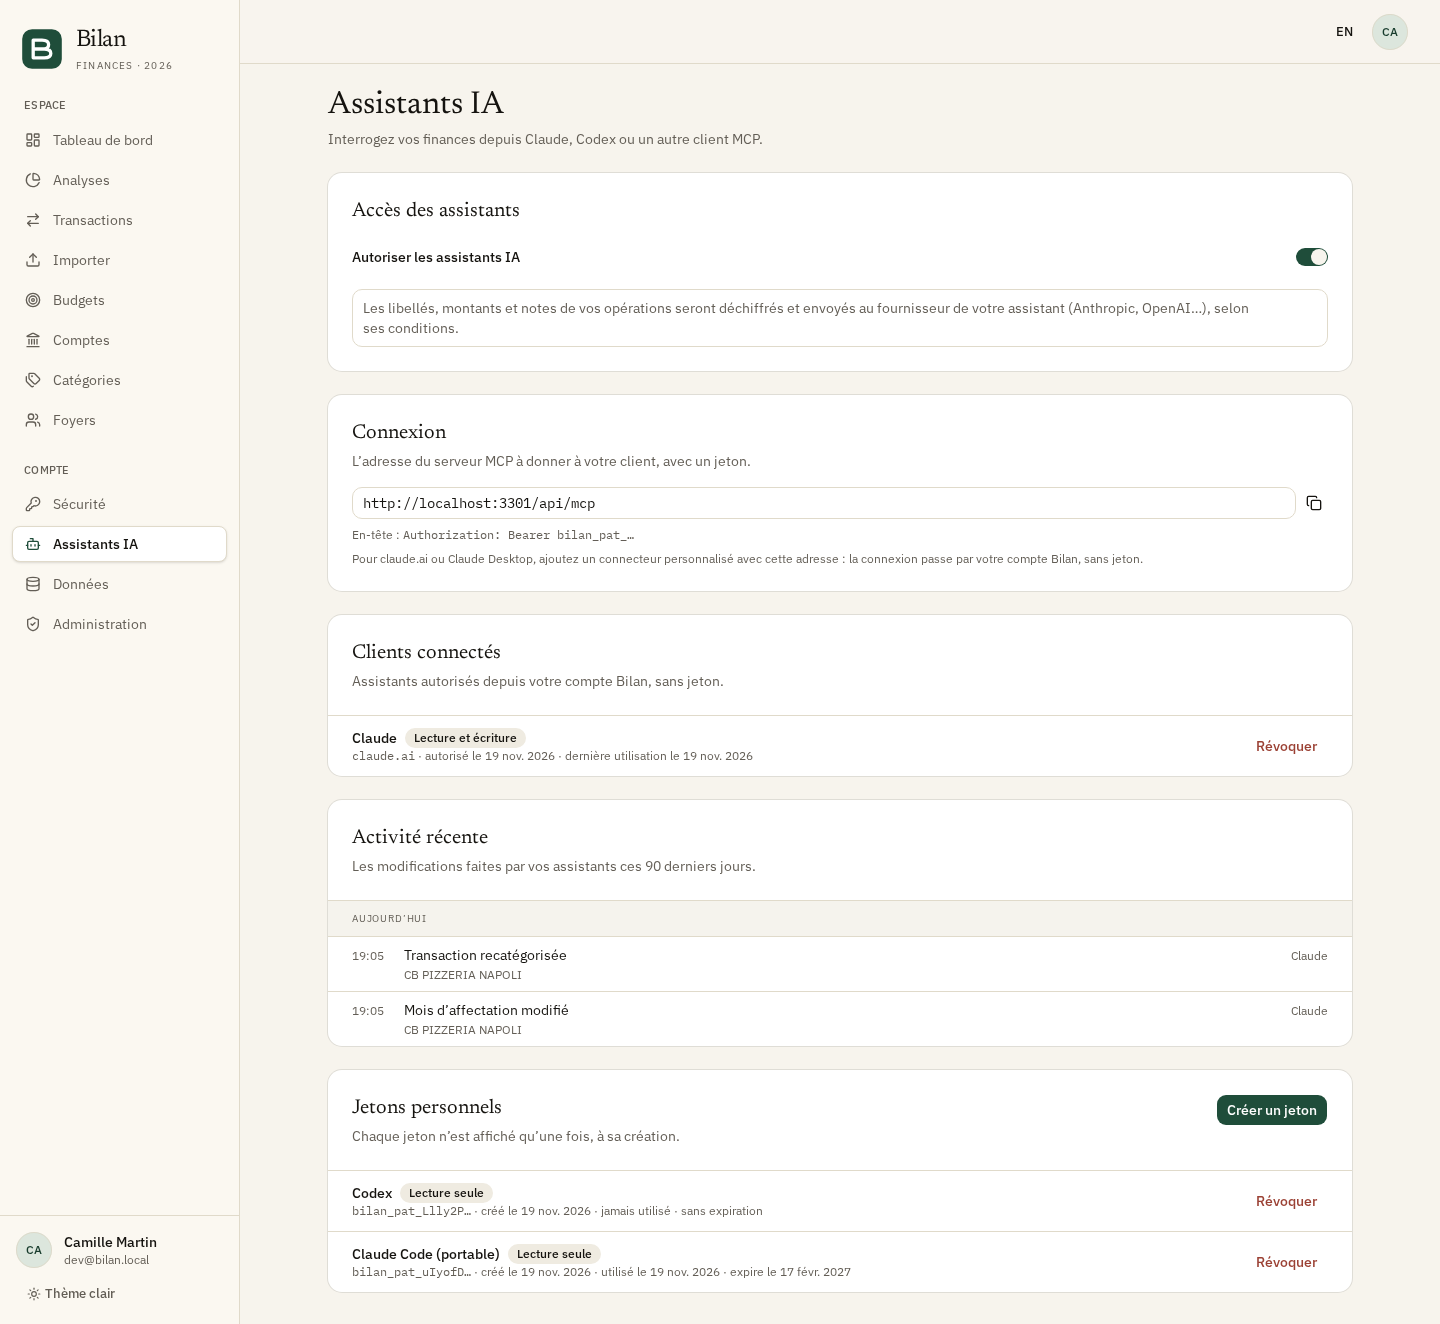 Bilan
FINANCES · 2026
ESPACE
Tableau de bord
Analyses
Transactions
Importer
Budgets
Comptes
Catégories
Foyers
COMPTE
Sécurité
Assistants IA
Données
Administration
CA
Camille Martin
dev@bilan.local
Thème clair
EN
CA
Assistants IA
Interrogez vos finances depuis Claude, Codex ou un autre client MCP.
Accès des assistants
Autoriser les assistants IA
Les libellés, montants et notes de vos opérations seront déchiffrés et envoyés au fournisseur de votre assistant (Anthropic, OpenAI…), selon
ses conditions.
Connexion
L’adresse du serveur MCP à donner à votre client, avec un jeton.
http://localhost:3301/api/mcp
En-tête : Authorization: Bearer bilan_pat_…
Pour claude.ai ou Claude Desktop, ajoutez un connecteur personnalisé avec cette adresse : la connexion passe par votre compte Bilan, sans jeton.
Clients connectés
Assistants autorisés depuis votre compte Bilan, sans jeton.
Claude Lecture et écriture
claude.ai · autorisé le 19 nov. 2026 · dernière utilisation le 19 nov. 2026
Révoquer
Activité récente
Les modifications faites par vos assistants ces 90 derniers jours.
AUJOURD’HUI
19:05 Transaction recatégorisée Claude
CB PIZZERIA NAPOLI
19:05 Mois d’affectation modifié Claude
CB PIZZERIA NAPOLI
Jetons personnels
Chaque jeton n’est affiché qu’une fois, à sa création.
Créer un jeton
Codex Lecture seule
bilan_pat_Llly2P… · créé le 19 nov. 2026 · jamais utilisé · sans expiration
Révoquer
Claude Code (portable) Lecture seule
bilan_pat_uIyofD… · créé le 19 nov. 2026 · utilisé le 19 nov. 2026 · expire le 17 févr. 2027
Révoquer